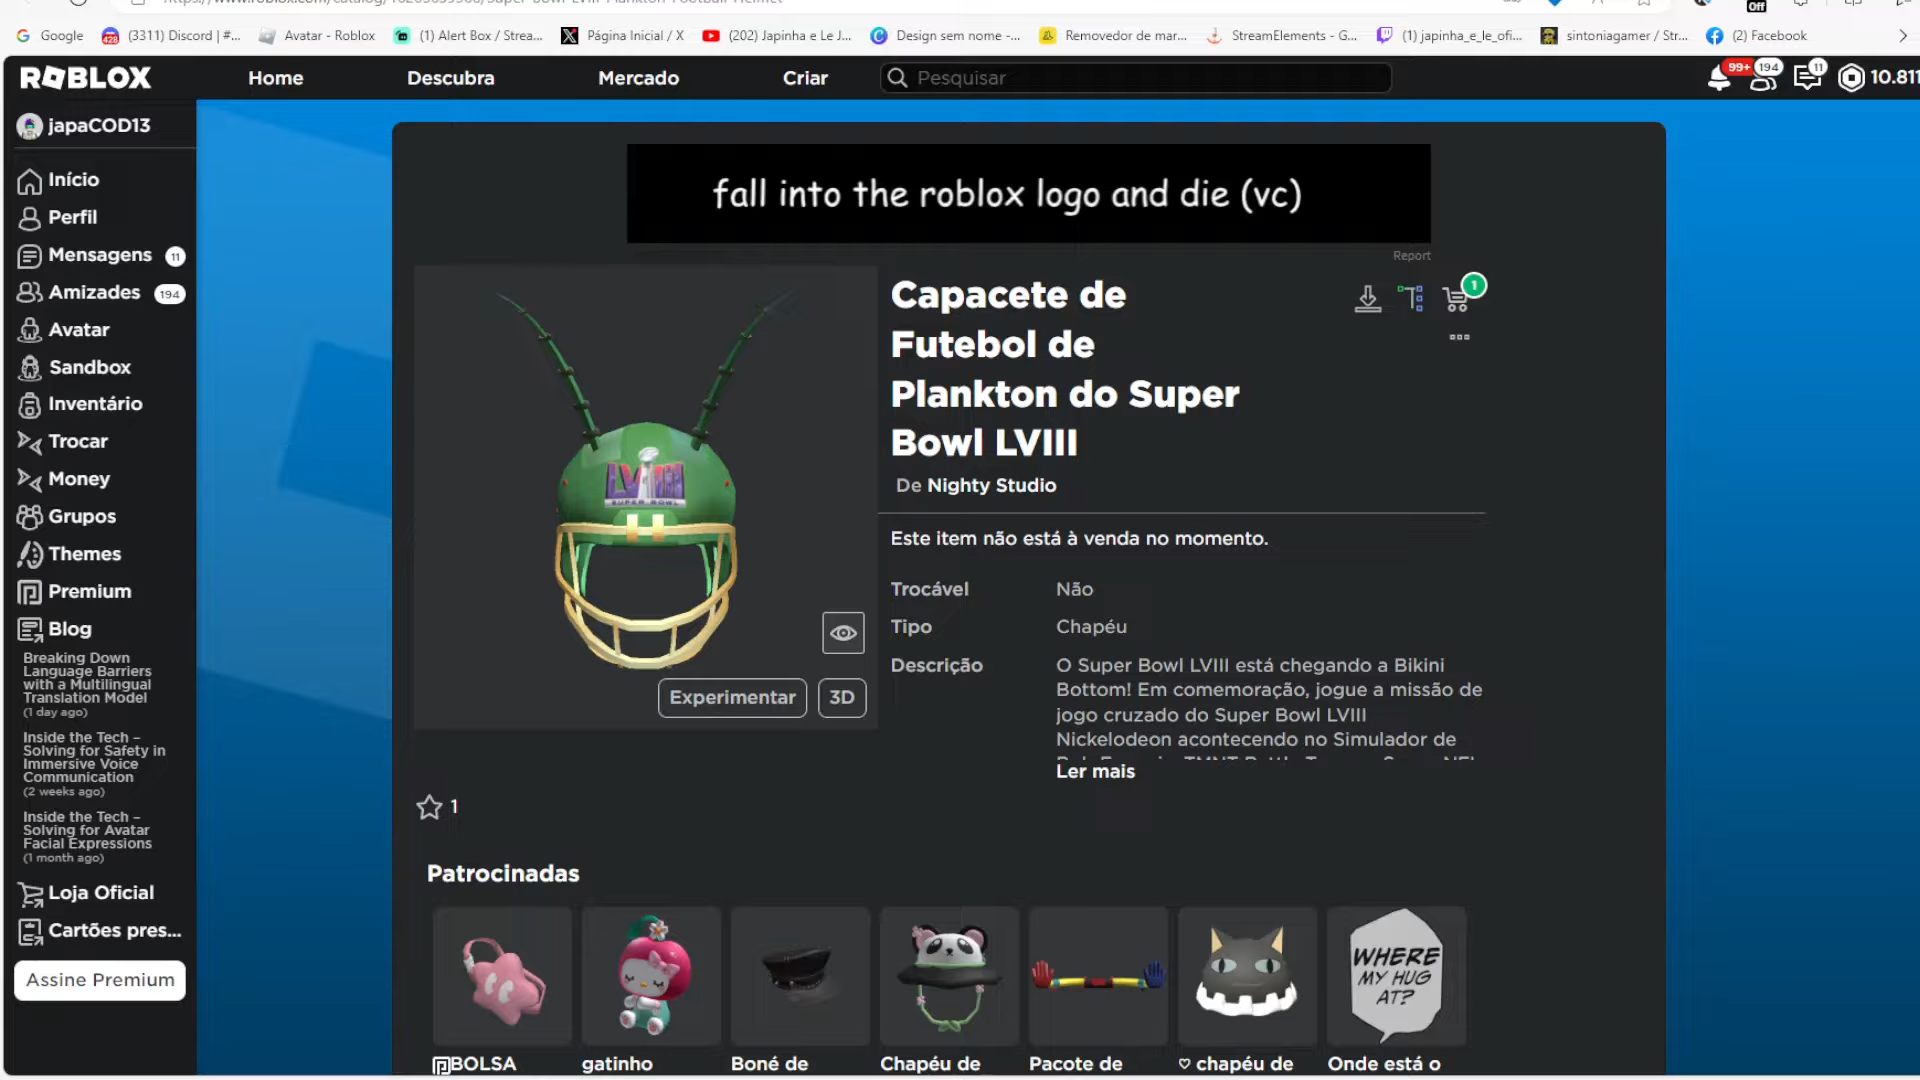 Off
Google
428
(3311) Discord | #...
Avatar - Roblox
(1) Alert Box / Strea...
Página Inicial / X
(202) Japinha e Le J...
Design sem nome -...
Removedor de mar...
StreamElements - G...
(1) japinha_e_le_ofi...
sintoniagamer / Str...
(2) Facebook
ROBLOX
Home
Descubra
Mercado
Criar
Pesquisar
99+
194
11
10.811
japaCOD13
Início
Perfil
Mensagens 11
Amizades 194
Avatar
Sandbox
Inventário
Trocar
Money
Grupos
Themes
Premium
Blog
Breaking Down
Language Barriers
with a Multilingual
Translation Model
(1 day ago)
Inside the Tech –
Solving for Safety in
Immersive Voice
Communication
(2 weeks ago)
Inside the Tech –
Solving for Avatar
Facial Expressions
(1 month ago)
Loja Oficial
Cartões pres...
Assine Premium
fall into the roblox logo and die (vc)
Report
LVIII
SUPER BOWL
Experimentar
3D
1
Capacete de
Futebol de
Plankton do Super
Bowl LVIII
De Nighty Studio
1
Este item não está à venda no momento.
Trocável Não
Tipo Chapéu
Descrição
O Super Bowl LVIII está chegando a Bikini
Bottom! Em comemoração, jogue a missão de
jogo cruzado do Super Bowl LVIII
Nickelodeon acontecendo no Simulador de
Ler mais
Patrocinadas
WHERE
MY HUG
AT?
BOLSA
gatinho
Boné de
Chapéu de
Pacote de
♡ chapéu de
Onde está o